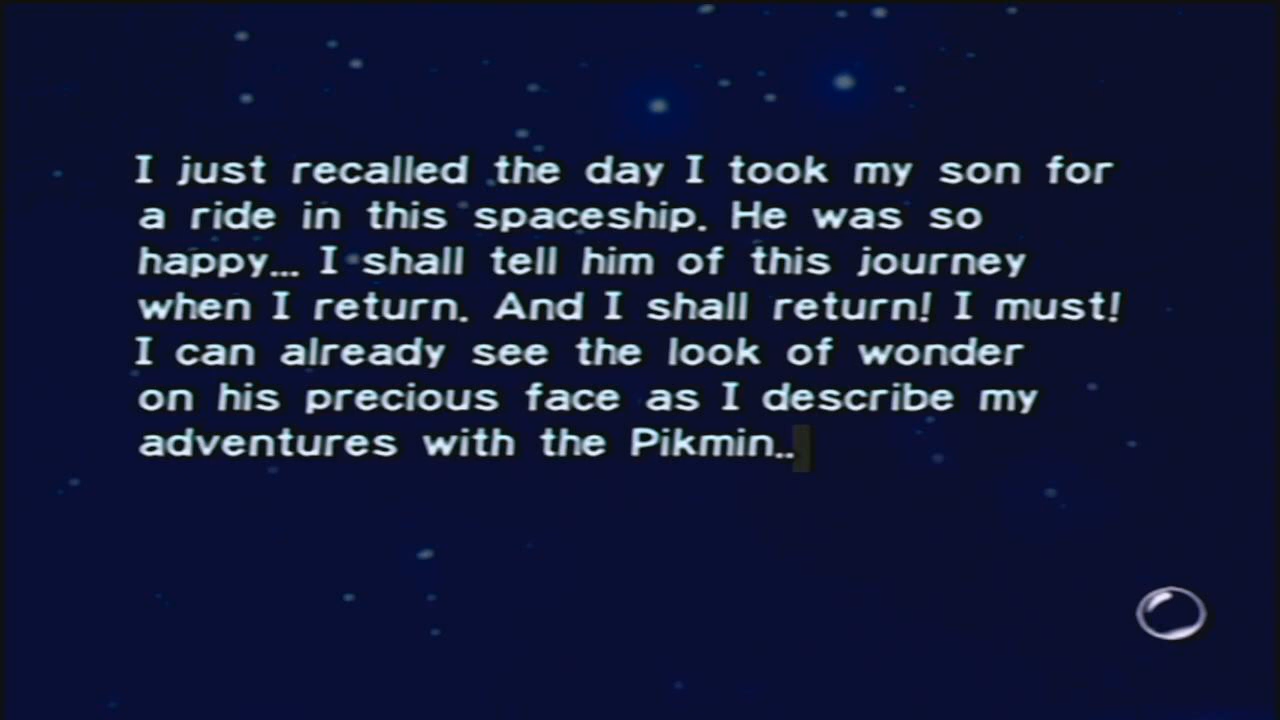 I just recalled the day I took my son for
a ride in this spaceship. He was so
happy... I shall tell him of this journey
when I return. And I shall return! I must!
I can already see the look of wonder
on his precious face as I describe my
adventures with the Pikmin..